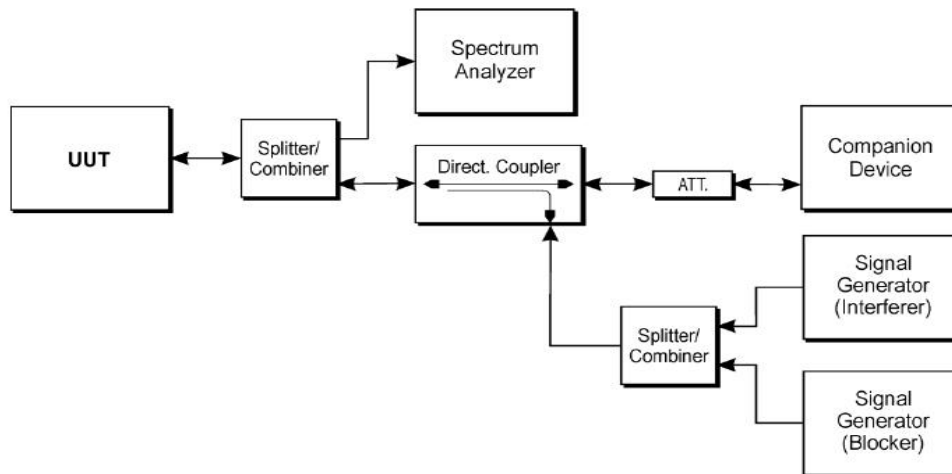 Spectrum
Analyzer
UUT
Splitter/
Combiner
Direct. Coupler
ATT.
Companion
Device
Signal
Generator
(Interferer)
Splitter/
Combiner
Signal
Generator
(Blocker)